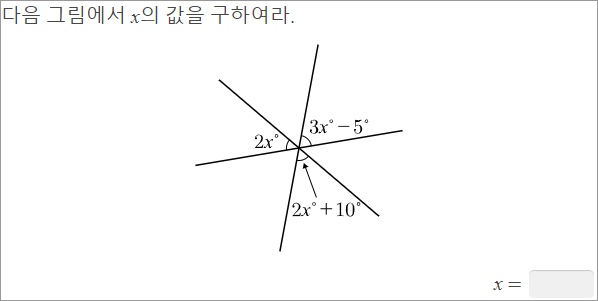 다음 그림에서 x의 값을 구하여라.
3x° − 5°
2x°
2x° + 10°
x =